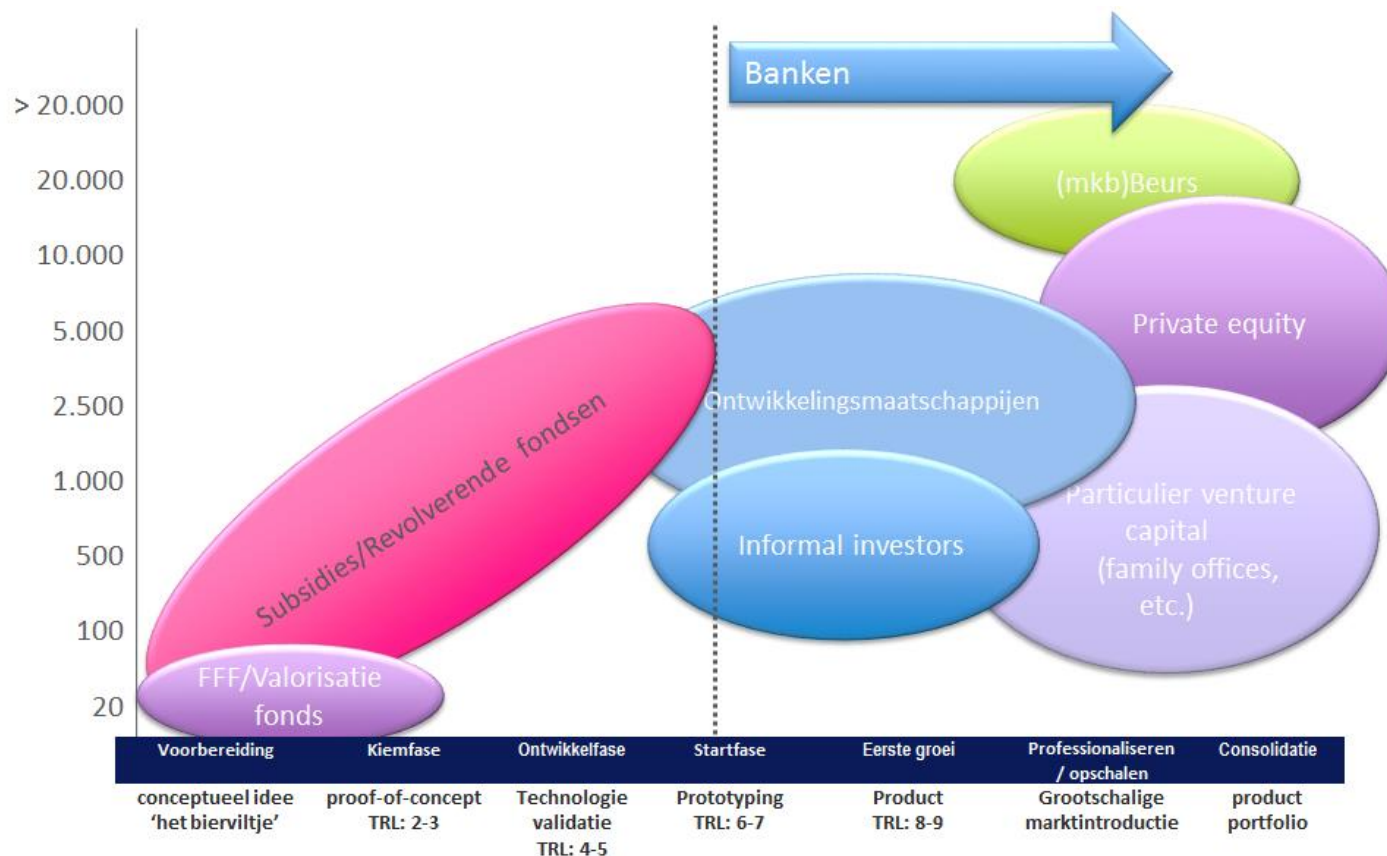 Banken
> 20.000
20.000
10.000
5.000
2.500
1.000
500
100
20
(mkb)Beurs
Private equity
Ontwikkelingsmaatschappijen
Subsidies/Revolverende fondsen
Particulier venture
capital
(family offices,
etc.)
Informal investors
FFF/Valorisatie
fonds
Voorbereiding
Kiemfase
Ontwikkelfase
Startfase
Eerste groei
Professionaliseren
/ opschalen
Consolidatie
conceptueel idee
‘het bierviltje’
proof-of-concept
TRL: 2-3
Technologie
validatie
TRL: 4-5
Prototyping
TRL: 6-7
Product
TRL: 8-9
Grootschalige
marktintroductie
product
portfolio